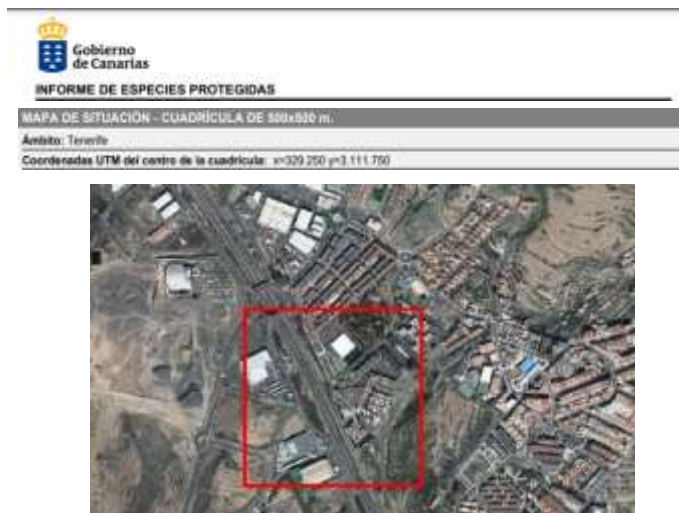 Gobierno
de Canarias
INFORME DE ESPECIES PROTEGIDAS
MAPA DE SITUACIÓN - CUADRÍCULA DE 500x500 m.
Ámbito: Tenerife
Coordenadas UTM del centro de la cuadrícula: x=329.250 y=3.111.750